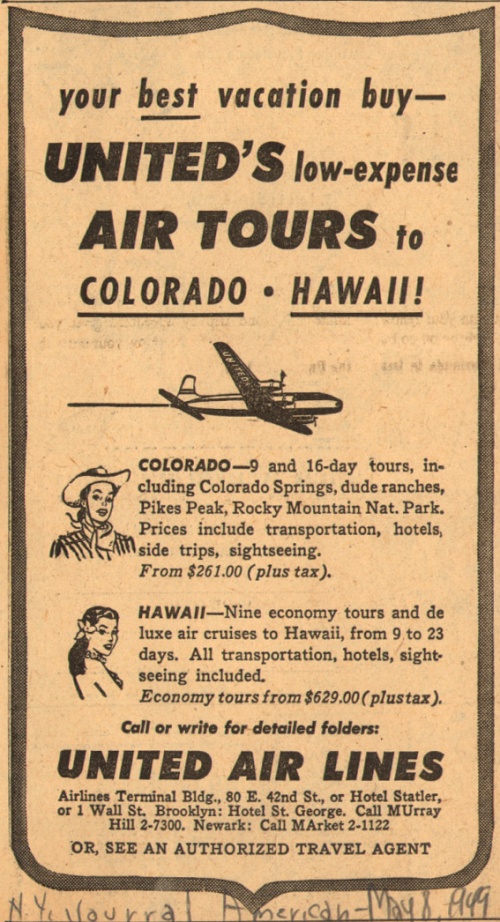 your best vacation buy—
UNITED'S low-expense
AIR TOURS to
COLORADO • HAWAII!
UNITED
COLORADO—9 and 16-day tours, in-
cluding Colorado Springs, dude ranches,
Pikes Peak, Rocky Mountain Nat. Park.
Prices include transportation, hotels,
side trips, sightseeing.
From $261.00 (plus tax).
HAWAII—Nine economy tours and de
luxe air cruises to Hawaii, from 9 to 23
days. All transportation, hotels, sight-
seeing included.
Economy tours from $629.00 (plus tax).
Call or write for detailed folders:
UNITED AIR LINES
Airlines Terminal Bldg., 80 E. 42nd St., or Hotel Statler,
or 1 Wall St. Brooklyn: Hotel St. George. Call MUrray
Hill 2-7300. Newark: Call MArket 2-1122
OR, SEE AN AUTHORIZED TRAVEL AGENT
N.Y. Journal American - May 8, 1949